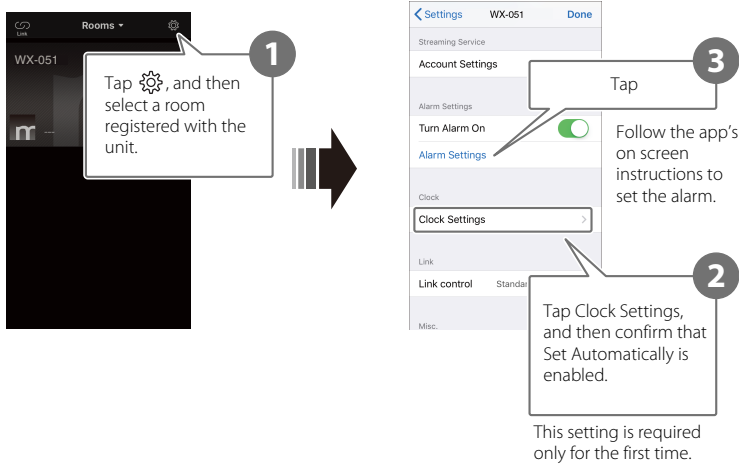 Link
Rooms
WX-051
m
1
Tap , and then
select a room
registered with the
unit.
Settings WX-051 Done
Streaming Service
Account Settings
3
Tap
Alarm Settings
Turn Alarm On
Alarm Settings
Follow the app's
on screen
instructions to
set the alarm.
Clock
Clock Settings
Link
Link control
2
Tap Clock Settings,
and then confirm that
Set Automatically is
enabled.
Misc.
This setting is required
only for the first time.